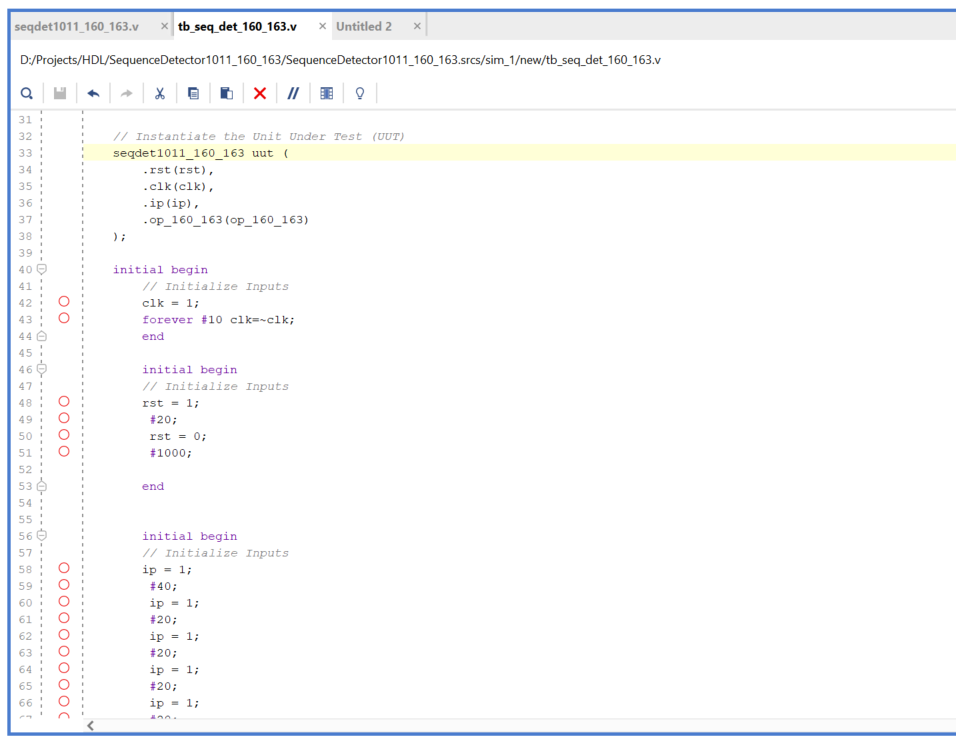 seqdet1011_160_163.v × tb_seq_det_160_163.v × Untitled 2 ×
D:/Projects/HDL/SequenceDetector1011_160_163/SequenceDetector1011_160_163.srcs/sim_1/new/tb_seq_det_160_163.v
31
32 // Instantiate the Unit Under Test (UUT)
33 seqdet1011_160_163 uut (
34 .rst(rst),
35 .clk(clk),
36 .ip(ip),
37 .op_160_163(op_160_163)
38 );
39
40 initial begin
41 // Initialize Inputs
42 clk = 1;
43 forever #10 clk=~clk;
44 end
45
46 initial begin
47 // Initialize Inputs
48 rst = 1;
49 #20;
50 rst = 0;
51 #1000;
52
53 end
54
55
56 initial begin
57 // Initialize Inputs
58 ip = 1;
59 #40;
60 ip = 1;
61 #20;
62 ip = 1;
63 #20;
64 ip = 1;
65 #20;
66 ip = 1;
67 #20;